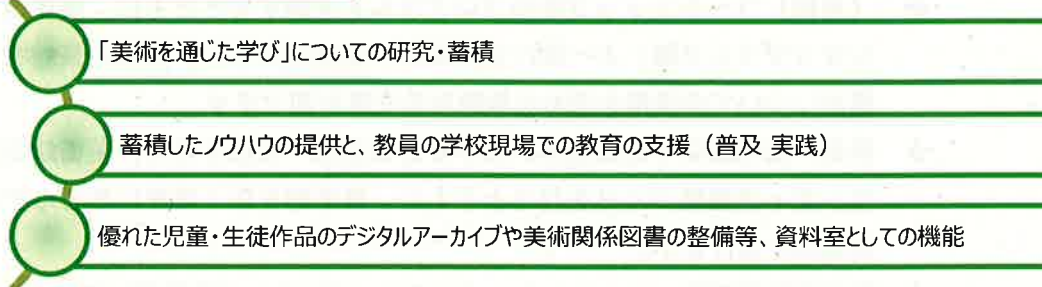 「美術を通じた学び」についての研究・蓄積
蓄積したノウハウの提供と、教員の学校現場での教育の支援（普及 実践）
優れた児童・生徒作品のデジタルアーカイブや美術関係図書の整備等、資料室としての機能